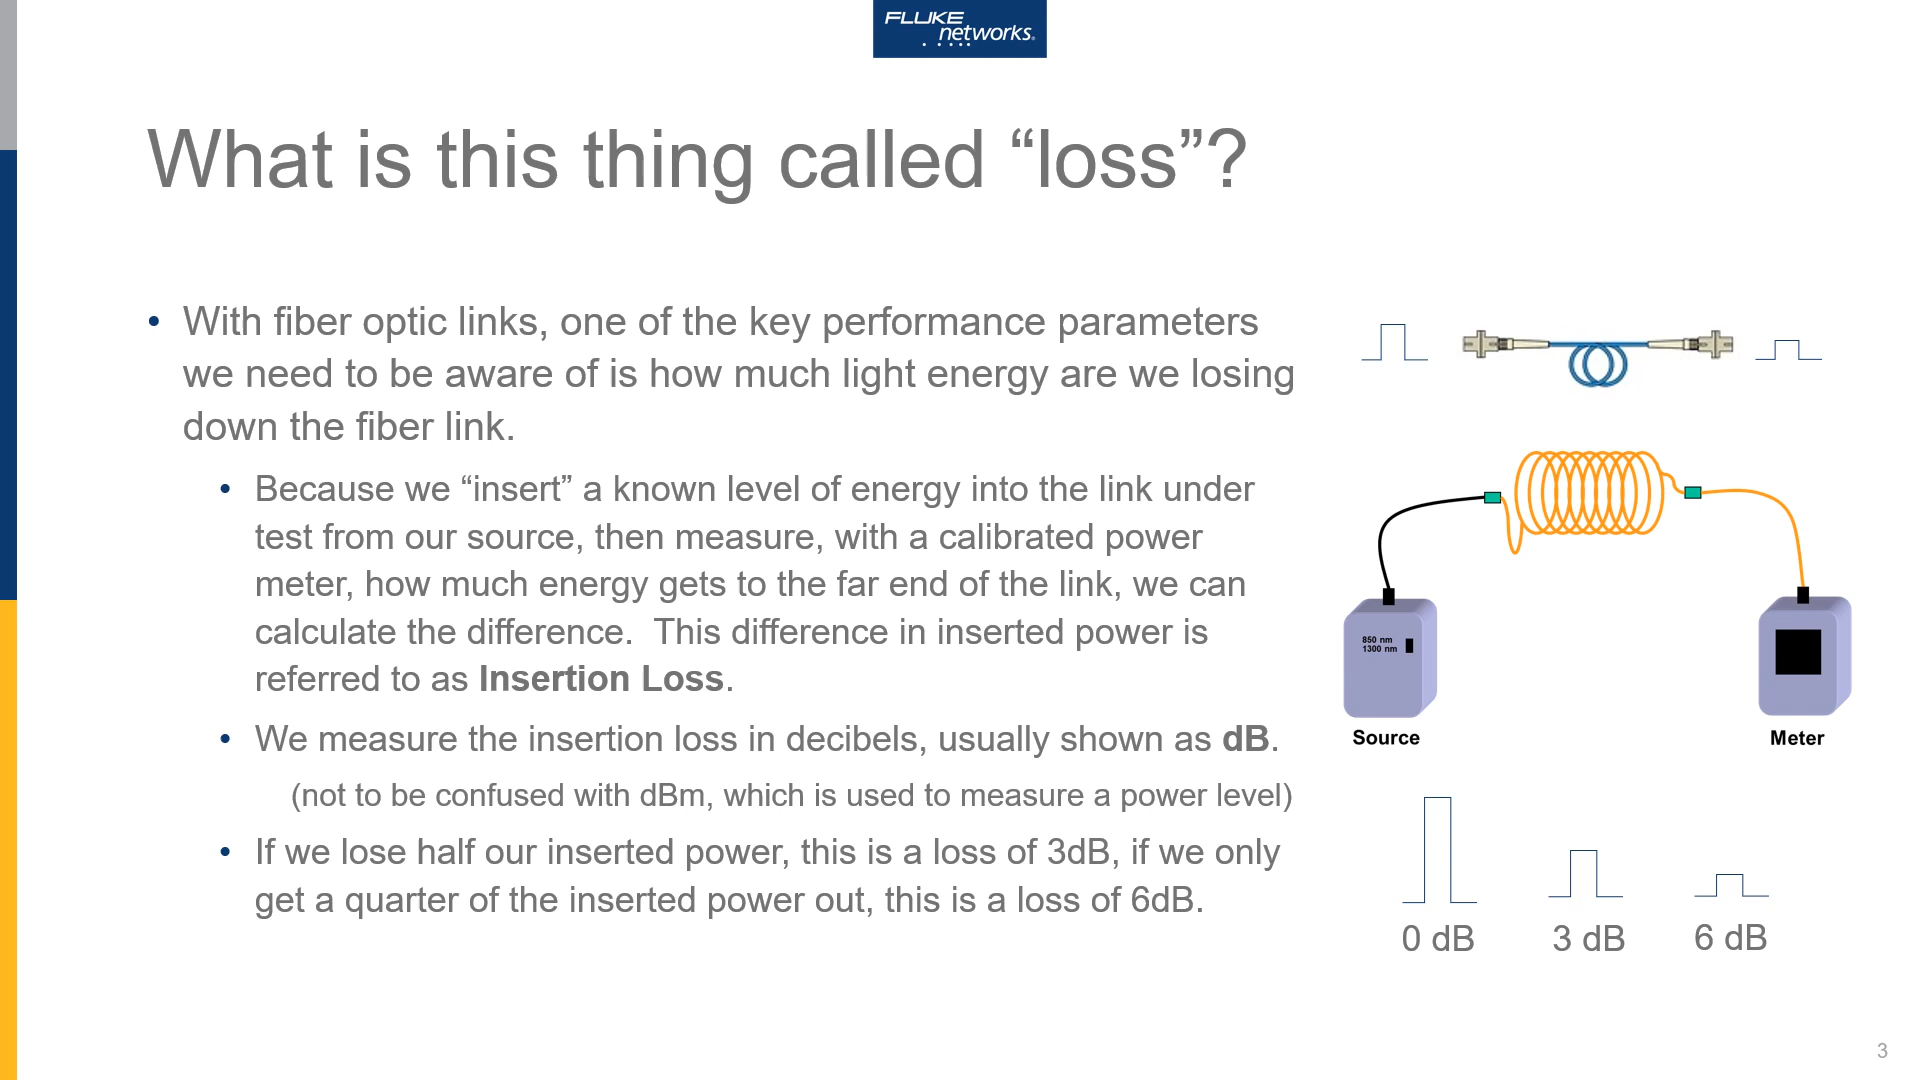 FLUKE
networks®
What is this thing called “loss”?
• With fiber optic links, one of the key performance parameters
we need to be aware of is how much light energy are we losing
down the fiber link.
• Because we “insert” a known level of energy into the link under
test from our source, then measure, with a calibrated power
meter, how much energy gets to the far end of the link, we can
calculate the difference.  This difference in inserted power is
referred to as Insertion Loss.
• We measure the insertion loss in decibels, usually shown as dB.
(not to be confused with dBm, which is used to measure a power level)
• If we lose half our inserted power, this is a loss of 3dB, if we only
get a quarter of the inserted power out, this is a loss of 6dB.
850 nm
1300 nm
Source
Meter
0 dB
3 dB
6 dB
3